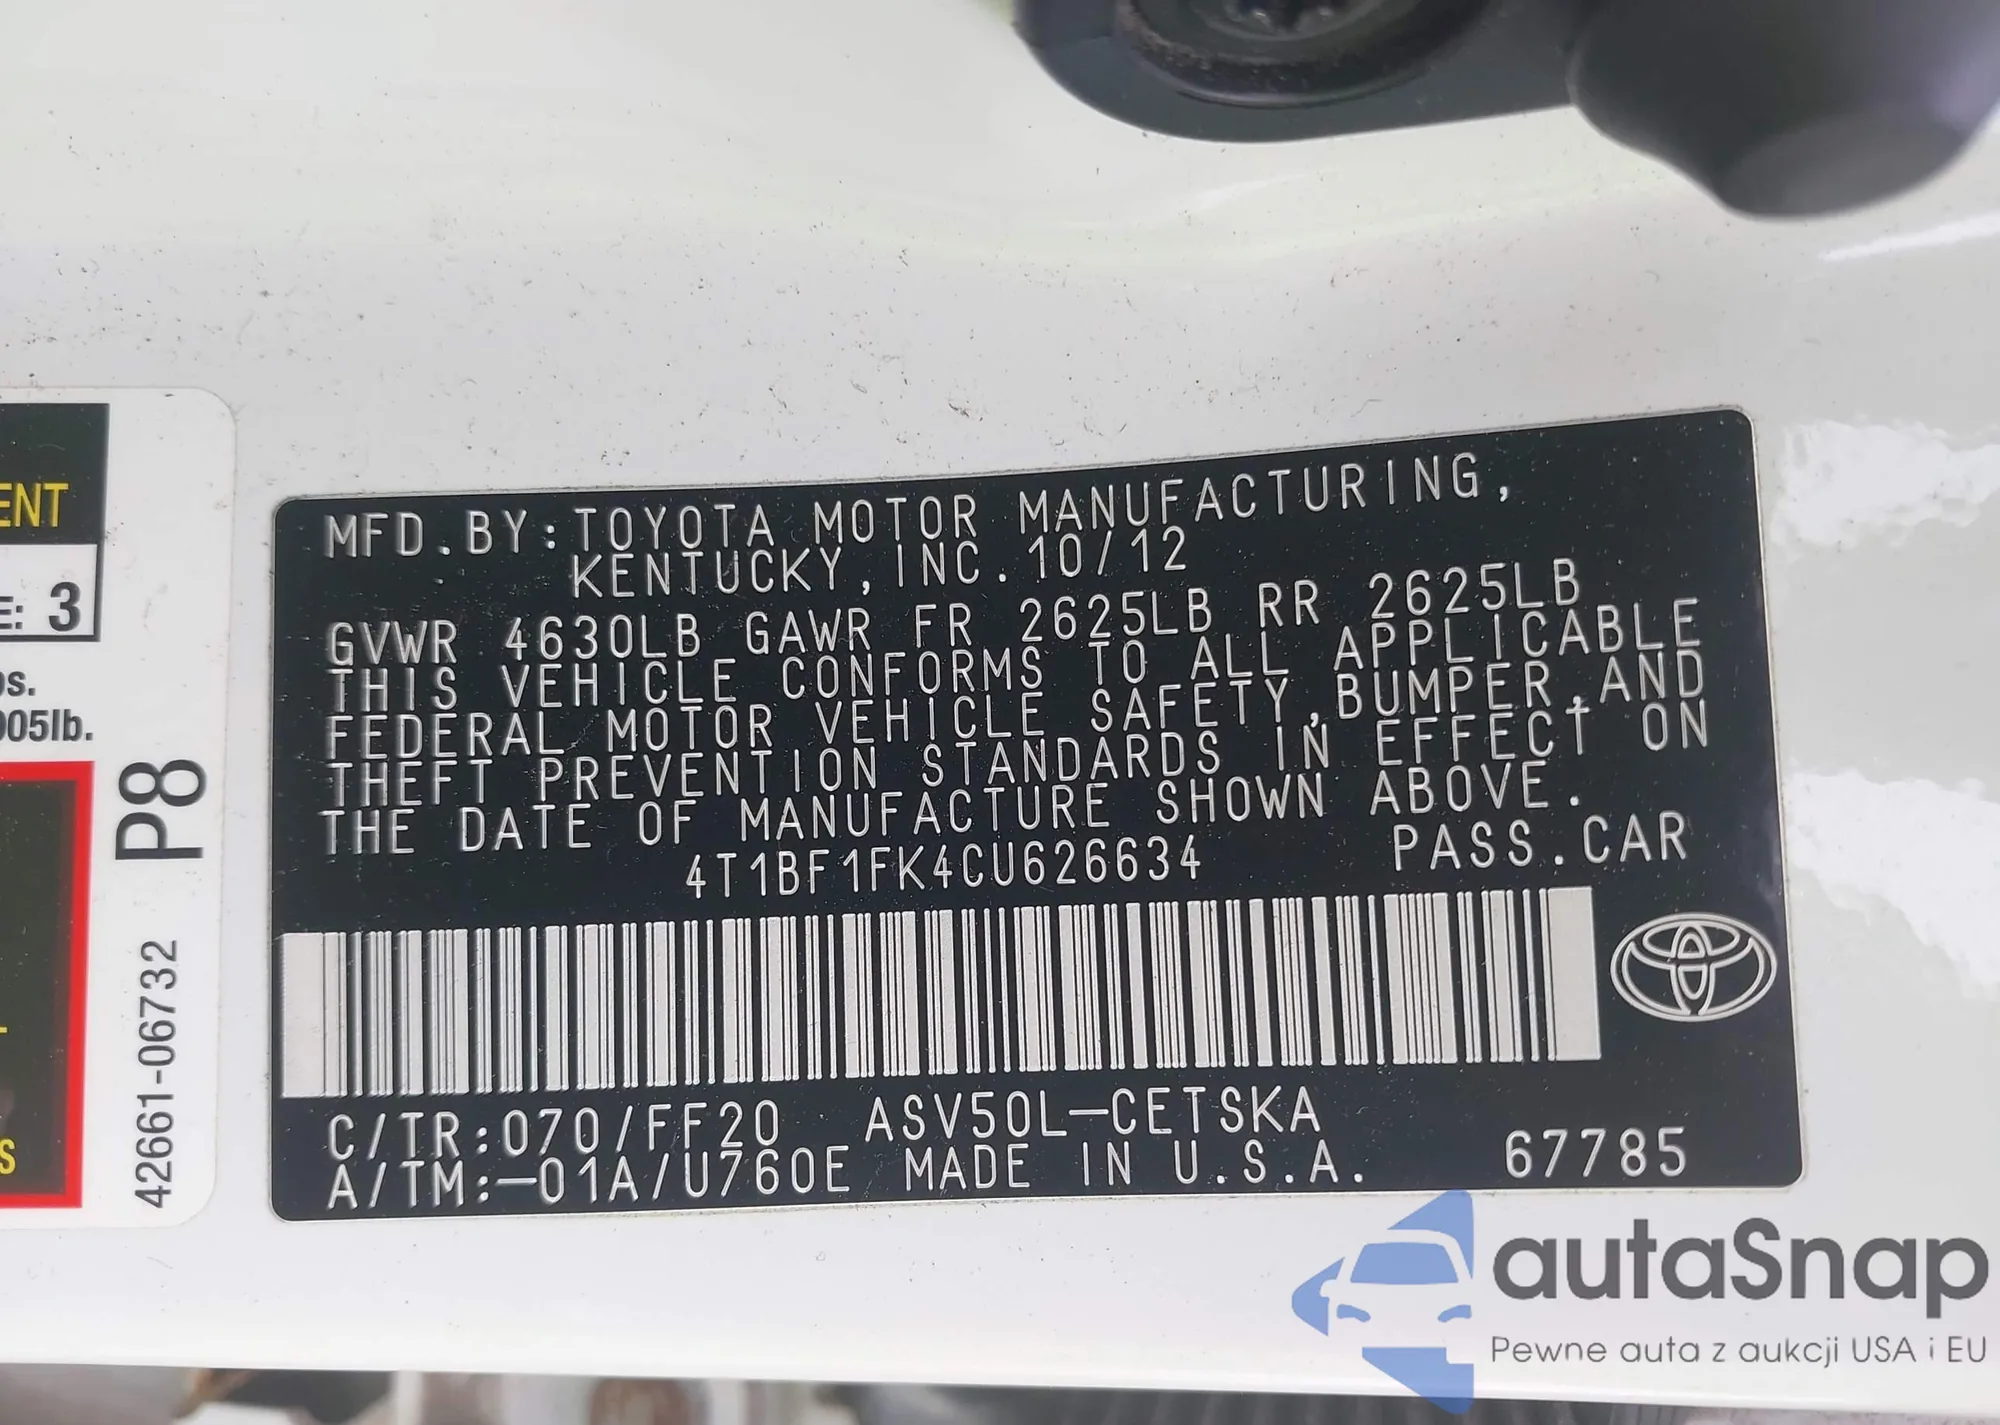 MFD.BY:TOYOTA MOTOR MANUFACTURING,
KENTUCKY,INC.10/12
GVWR 4630LB GAWR FR 2625LB RR 2625LB
THIS VEHICLE CONFORMS TO ALL APPLICABLE
FEDERAL MOTOR VEHICLE SAFETY,BUMPER,AND
THEFT PREVENTION STANDARDS IN EFFECT ON
THE DATE OF MANUFACTURE SHOWN ABOVE.
4T1BF1FK4CU626634 PASS.CAR
C/TR:070/FF20 ASV50L-CETSKA
A/TM:-01A/U760E MADE IN U.S.A. 67785
E: 3
005lb.
P8
42661-06732
autaSnap
Pewne auta z aukcji USA i EU